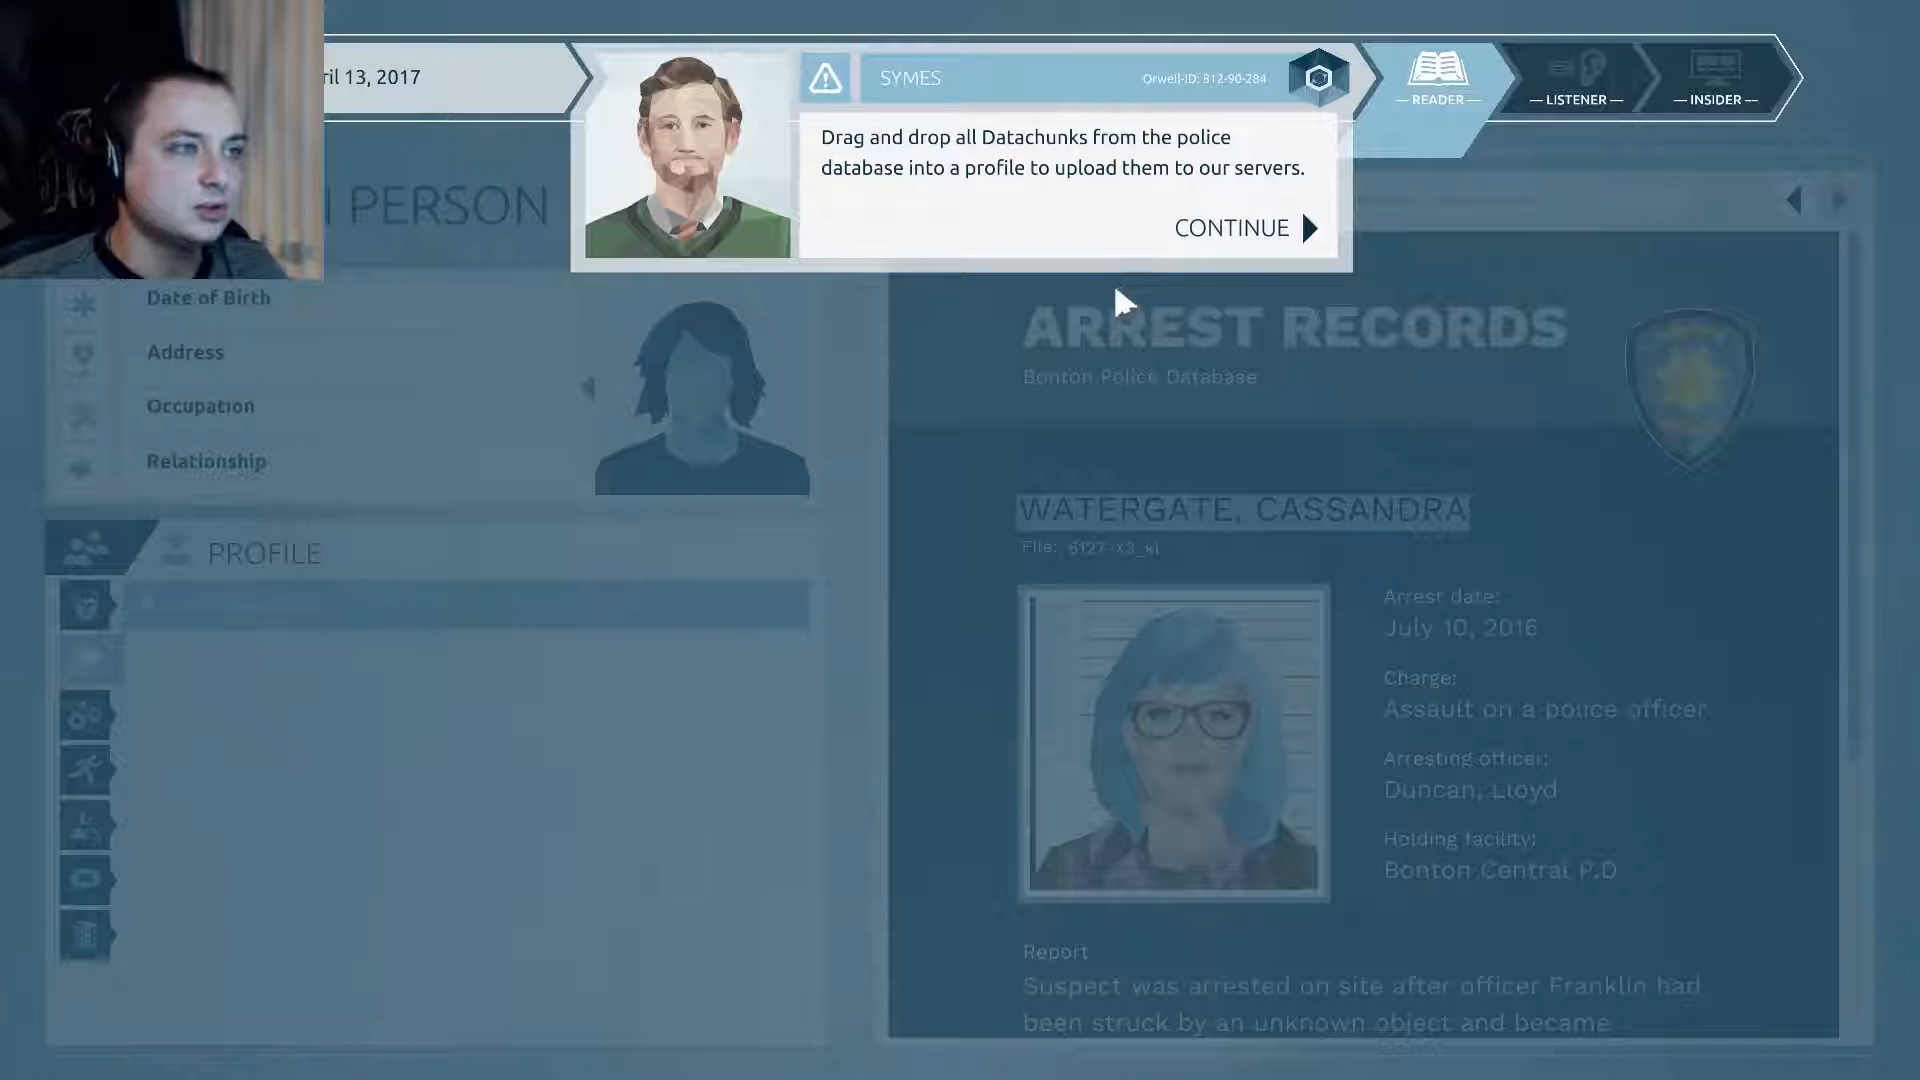 ril 13, 2017
SYMES
Orwell-ID: 812-90-284
Drag and drop all Datachunks from the police
database into a profile to upload them to our servers.
CONTINUE
READER
LISTENER
INSIDER
PERSON
Date of Birth
Address
Occupation
Relationship
PROFILE
ARREST RECORDS
Bonton Police Database
WATERGATE, CASSANDRA
File: 6127-x3_kl
Arrest date:
July 10, 2016
Charge:
Assault on a police officer
Arresting officer:
Duncan, Lloyd
Holding facility:
Bonton Central P.D
Report
Suspect was arrested on site after officer Franklin had
been struck by an unknown object and became